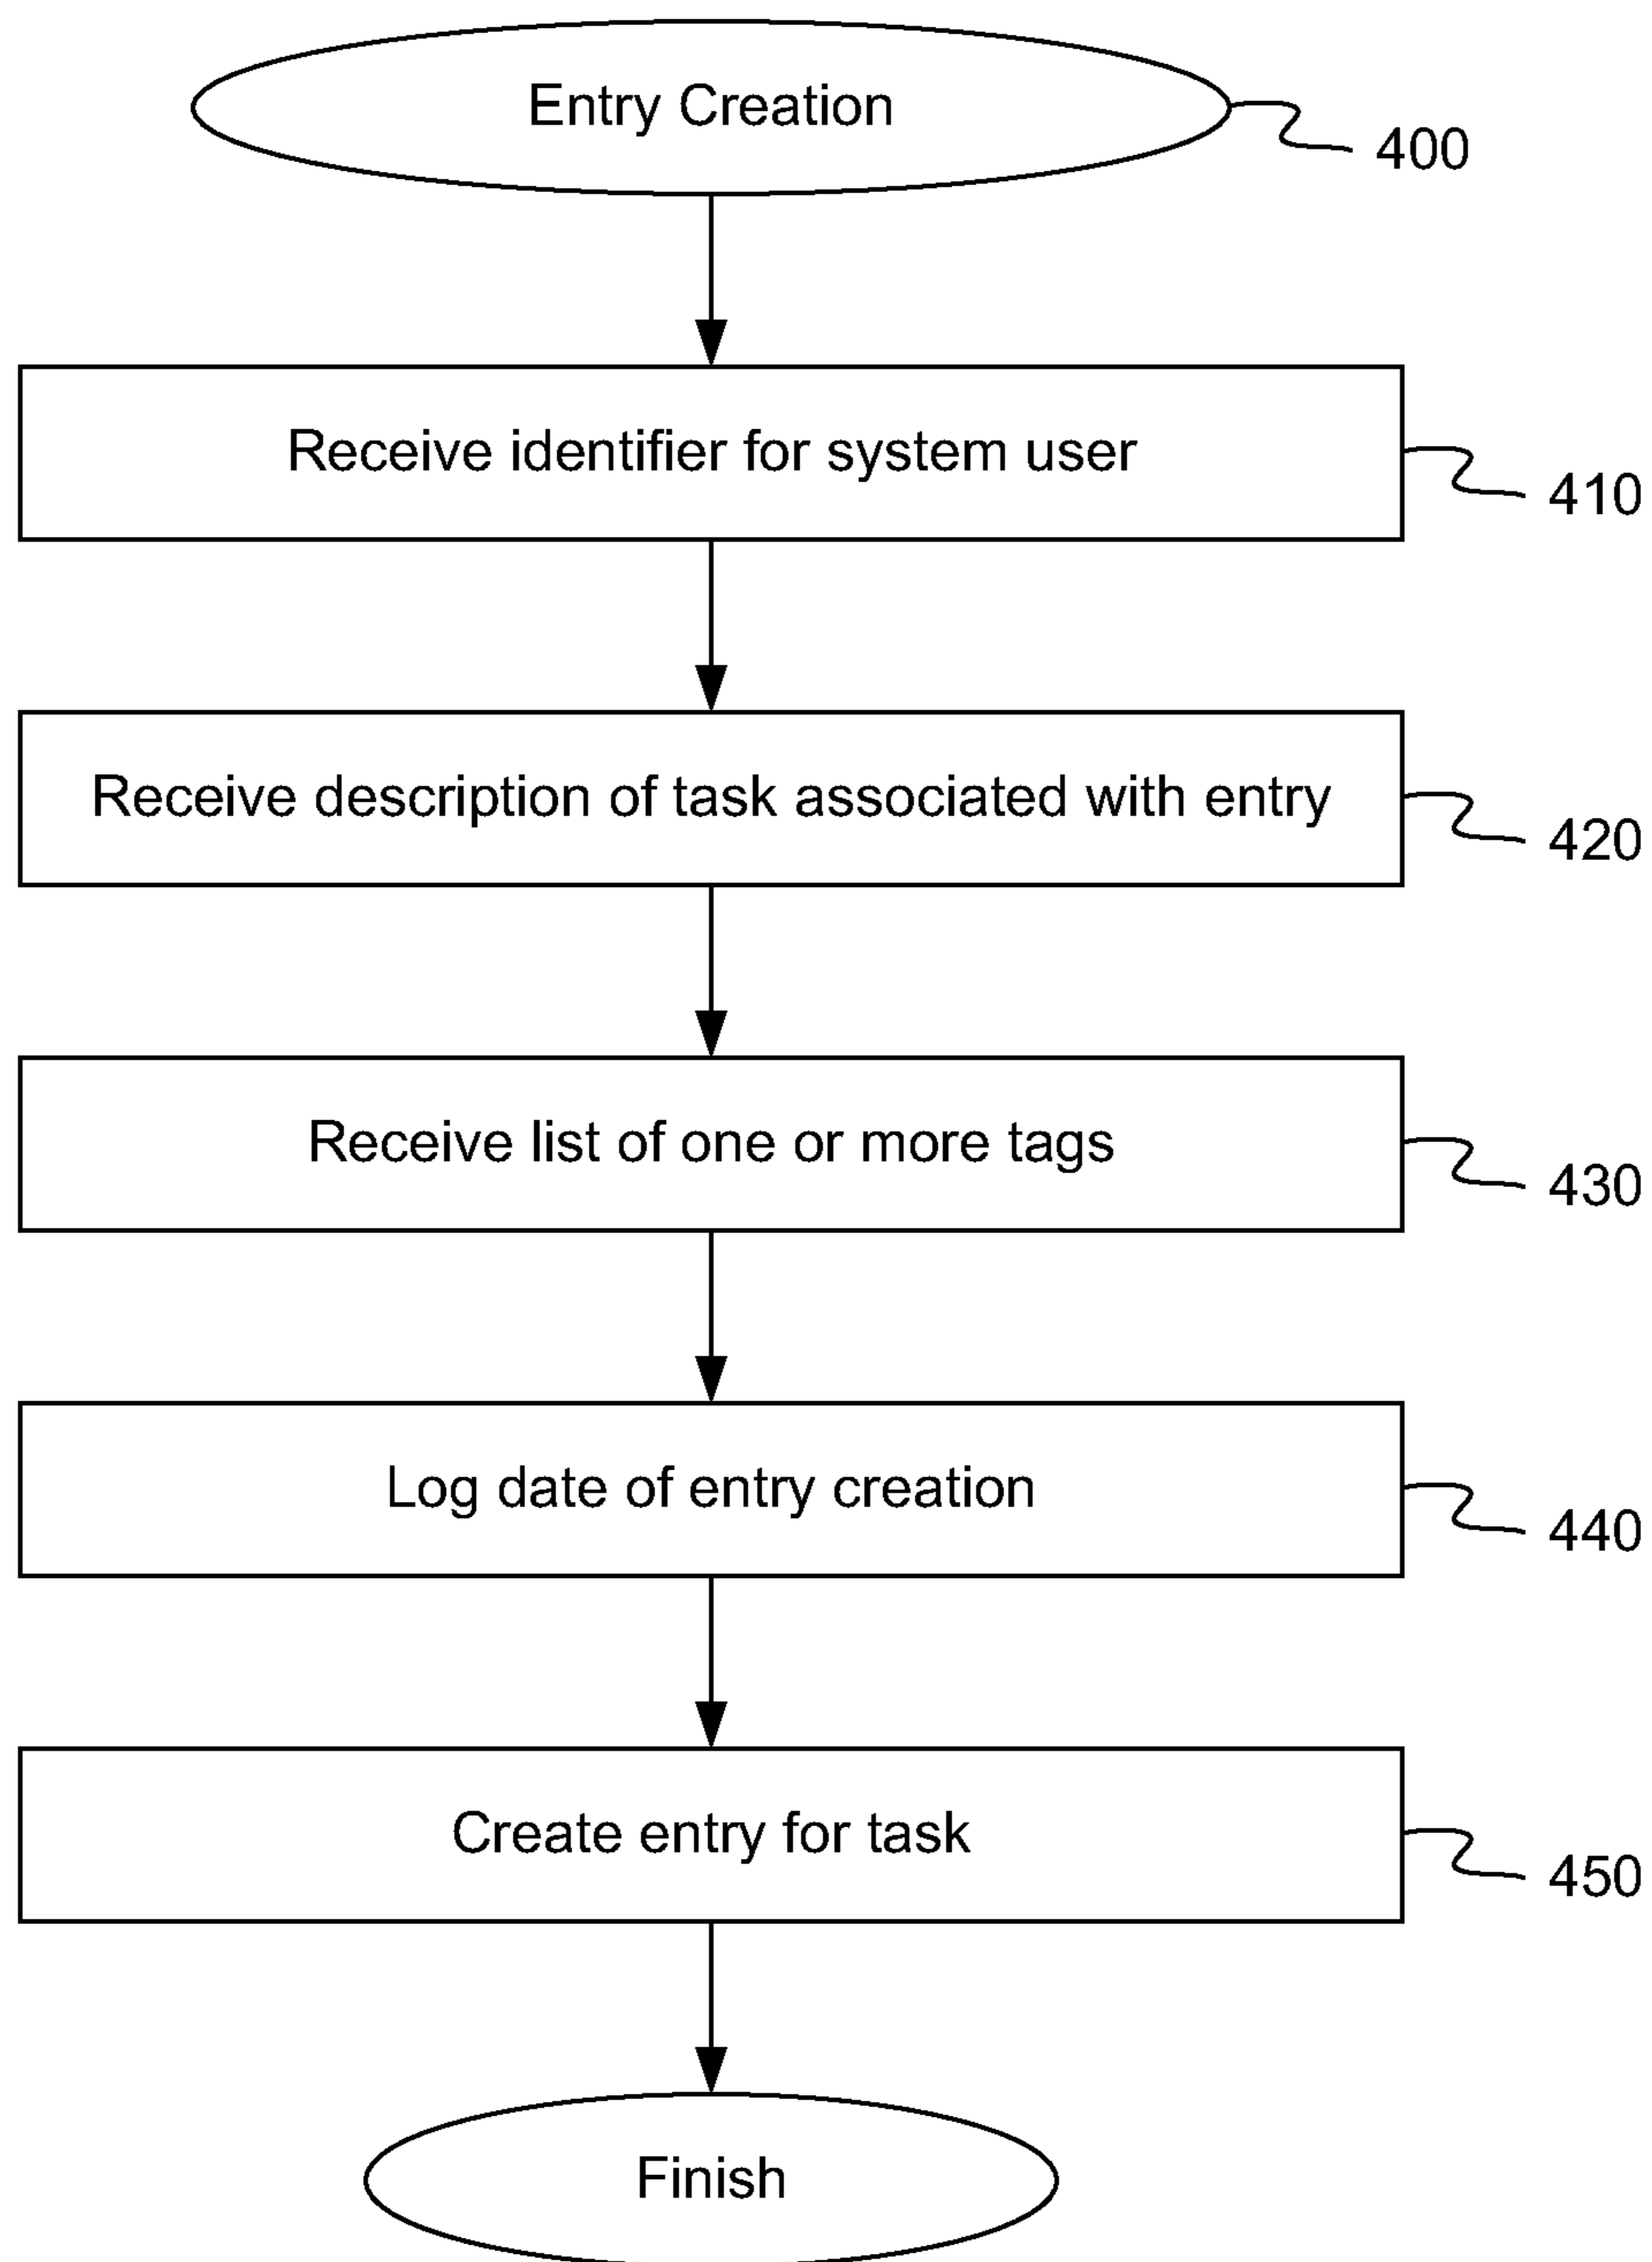 Entry Creation
400
Receive identifier for system user
410
Receive description of task associated with entry
420
Receive list of one or more tags
430
Log date of entry creation
440
Create entry for task
450
Finish